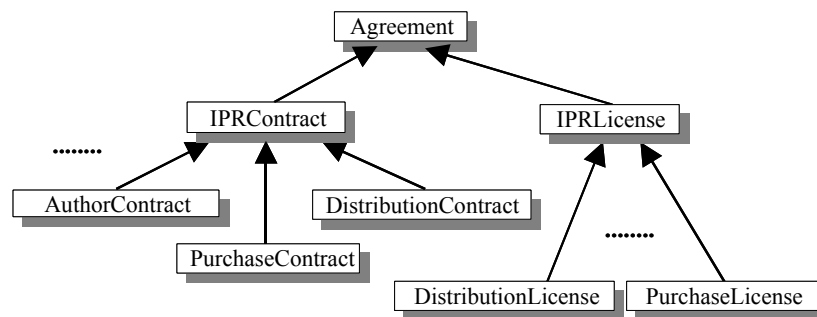 Agreement
IPRContract
IPRLicense
........
AuthorContract
DistributionContract
........
PurchaseContract
DistributionLicense
PurchaseLicense